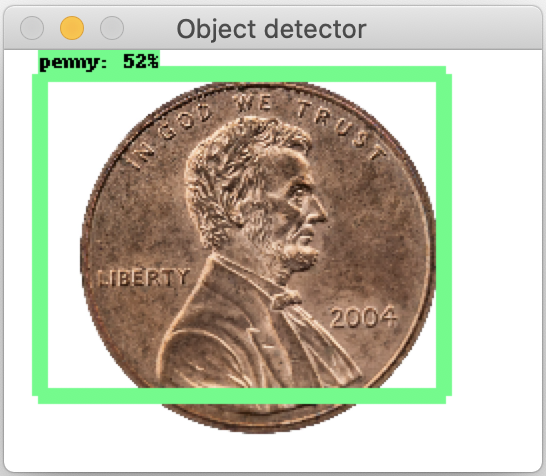 Object detector
penny: 52%
IN GOD WE TRUST
LIBERTY
2004